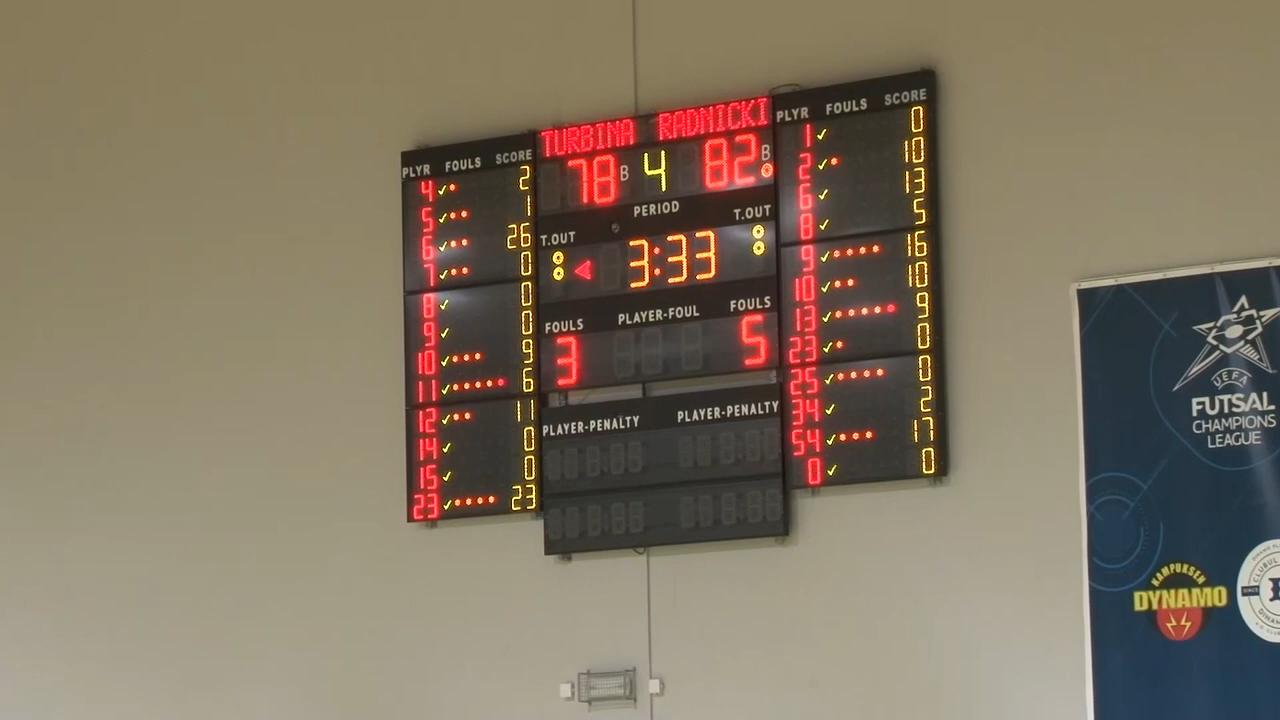 TURBINA RADNICKI
78 B 4 82 B
PERIOD
T.OUT T.OUT
3:33
FOULS PLAYER-FOUL FOULS
3 5
PLAYER-PENALTY PLAYER-PENALTY
PLYR FOULS SCORE
4 2
5 1
6 26
7 0
8 0
9 0
10 9
11 6
12 11
14 0
15 0
23 23
PLYR FOULS SCORE
1 0
2 10
6 13
8 5
9 16
10 10
13 9
23 0
25 0
34 2
54 17
0 0
UEFA
FUTSAL
CHAMPIONS
LEAGUE
KAMPUKSEN
DYNAMO
CLUBUL